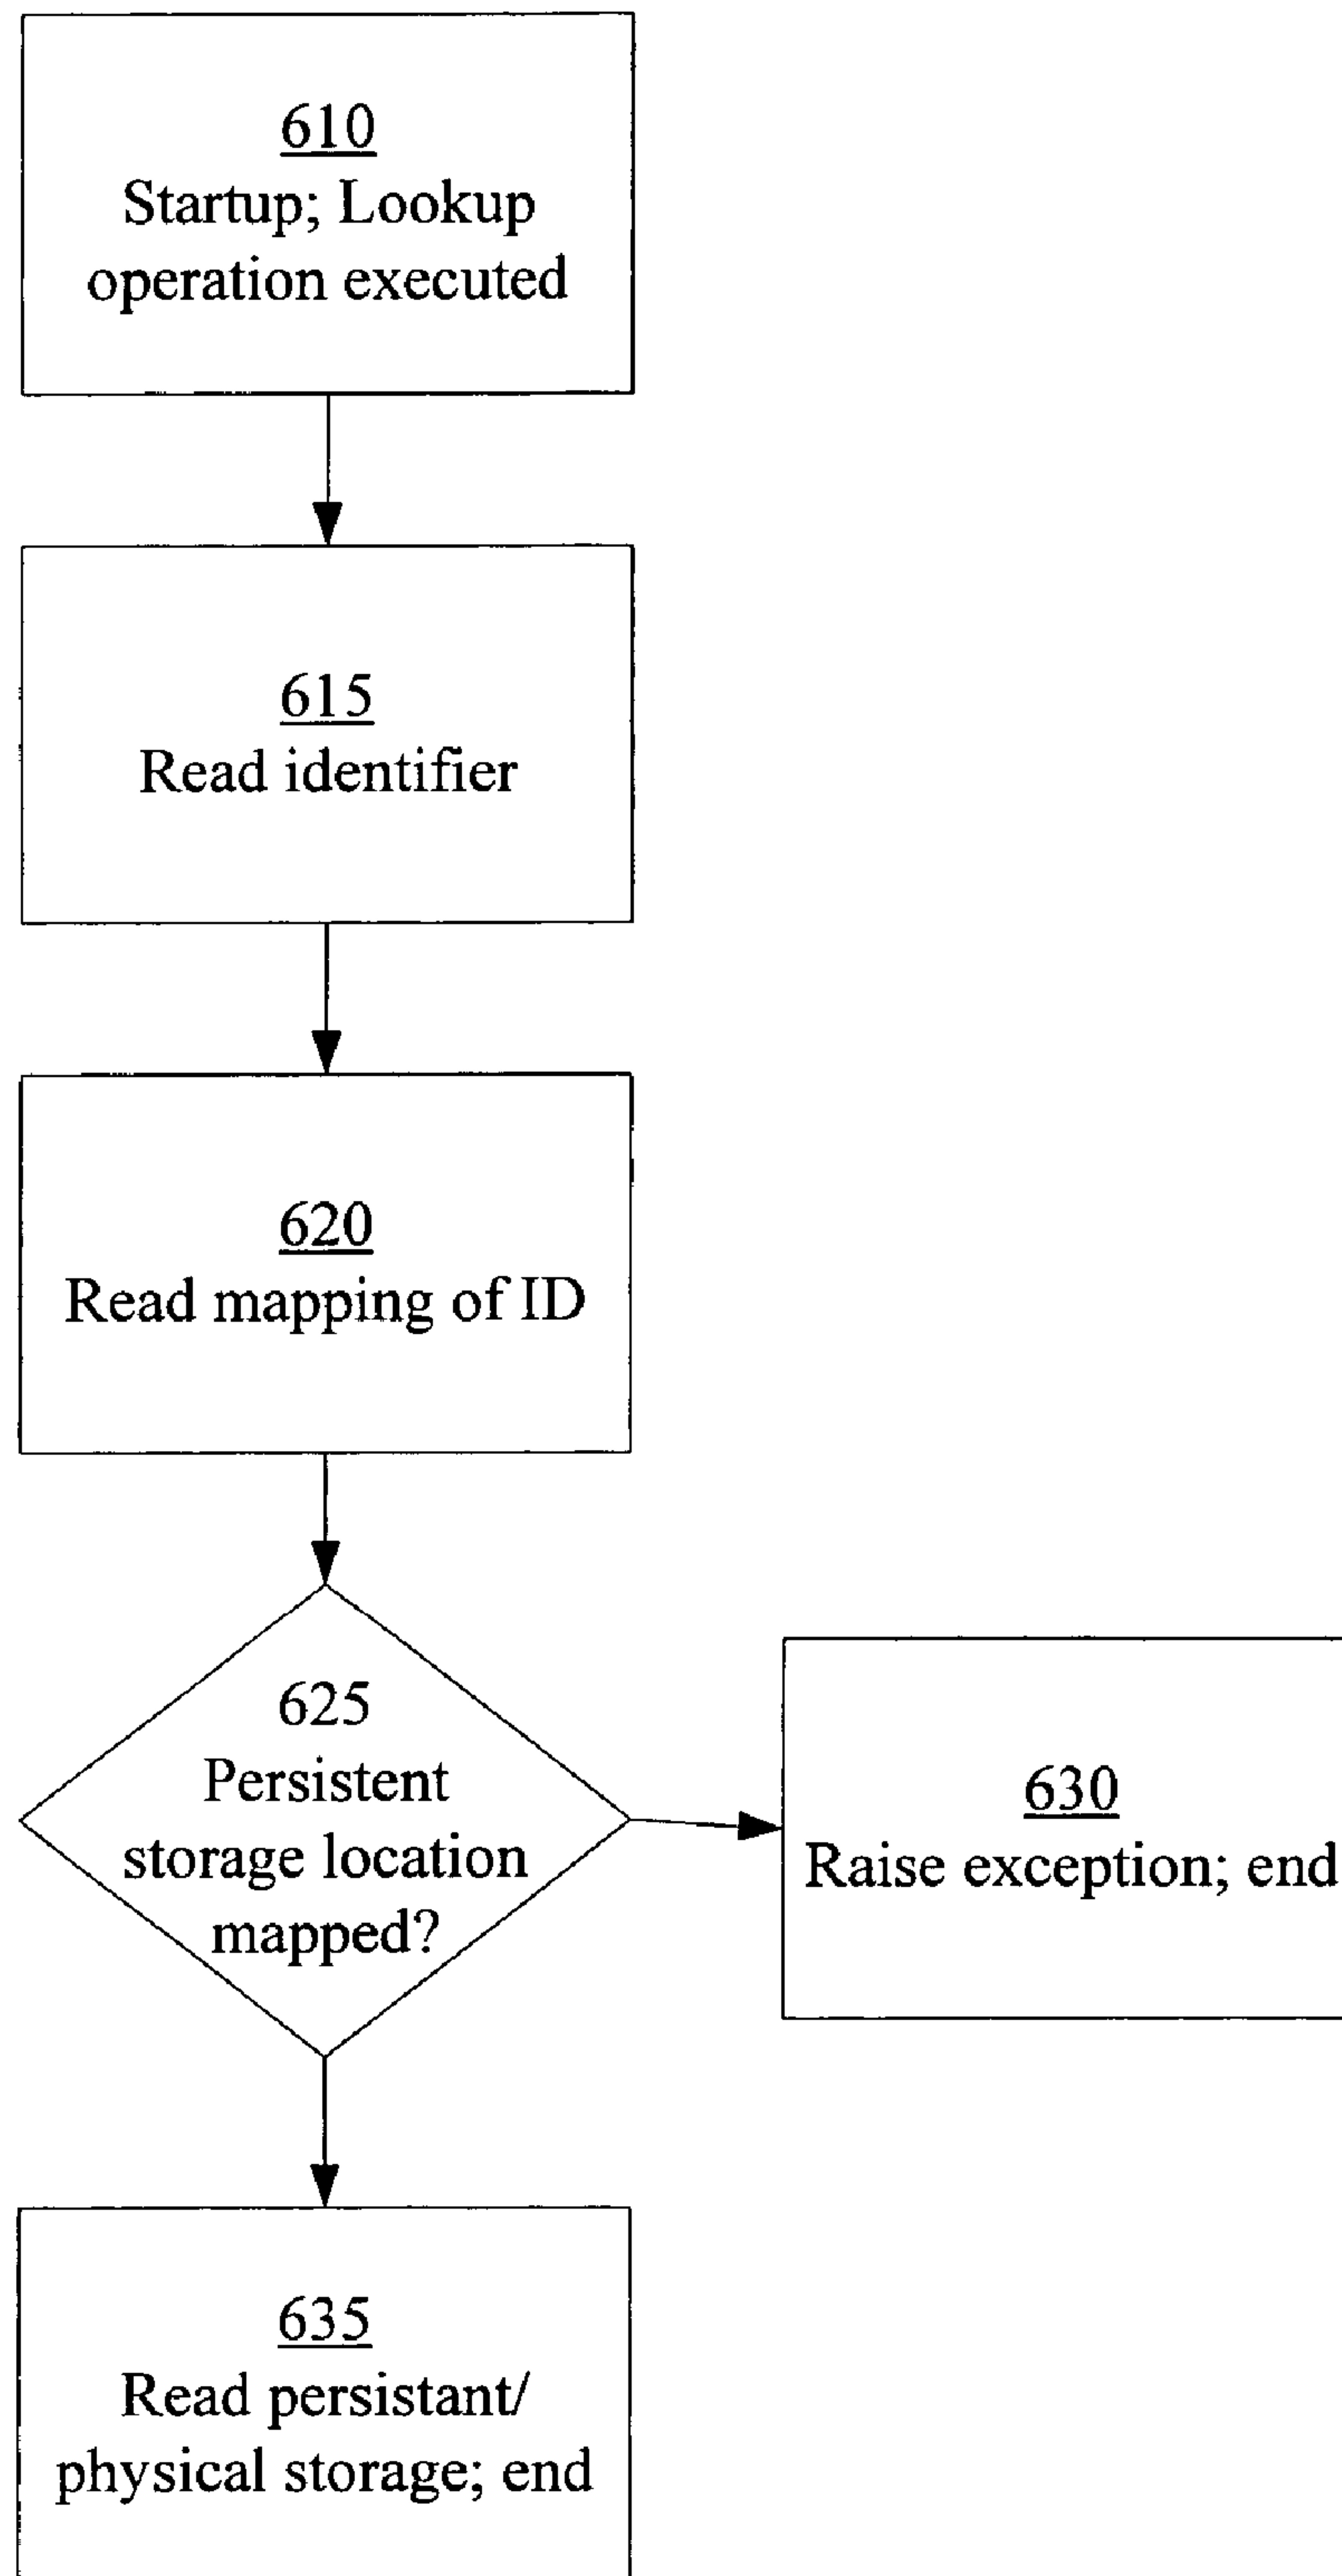 610
Startup; Lookup
operation executed
615
Read identifier
620
Read mapping of ID
625
Persistent
storage location
mapped?
630
Raise exception; end
635
Read persistant/
physical storage; end